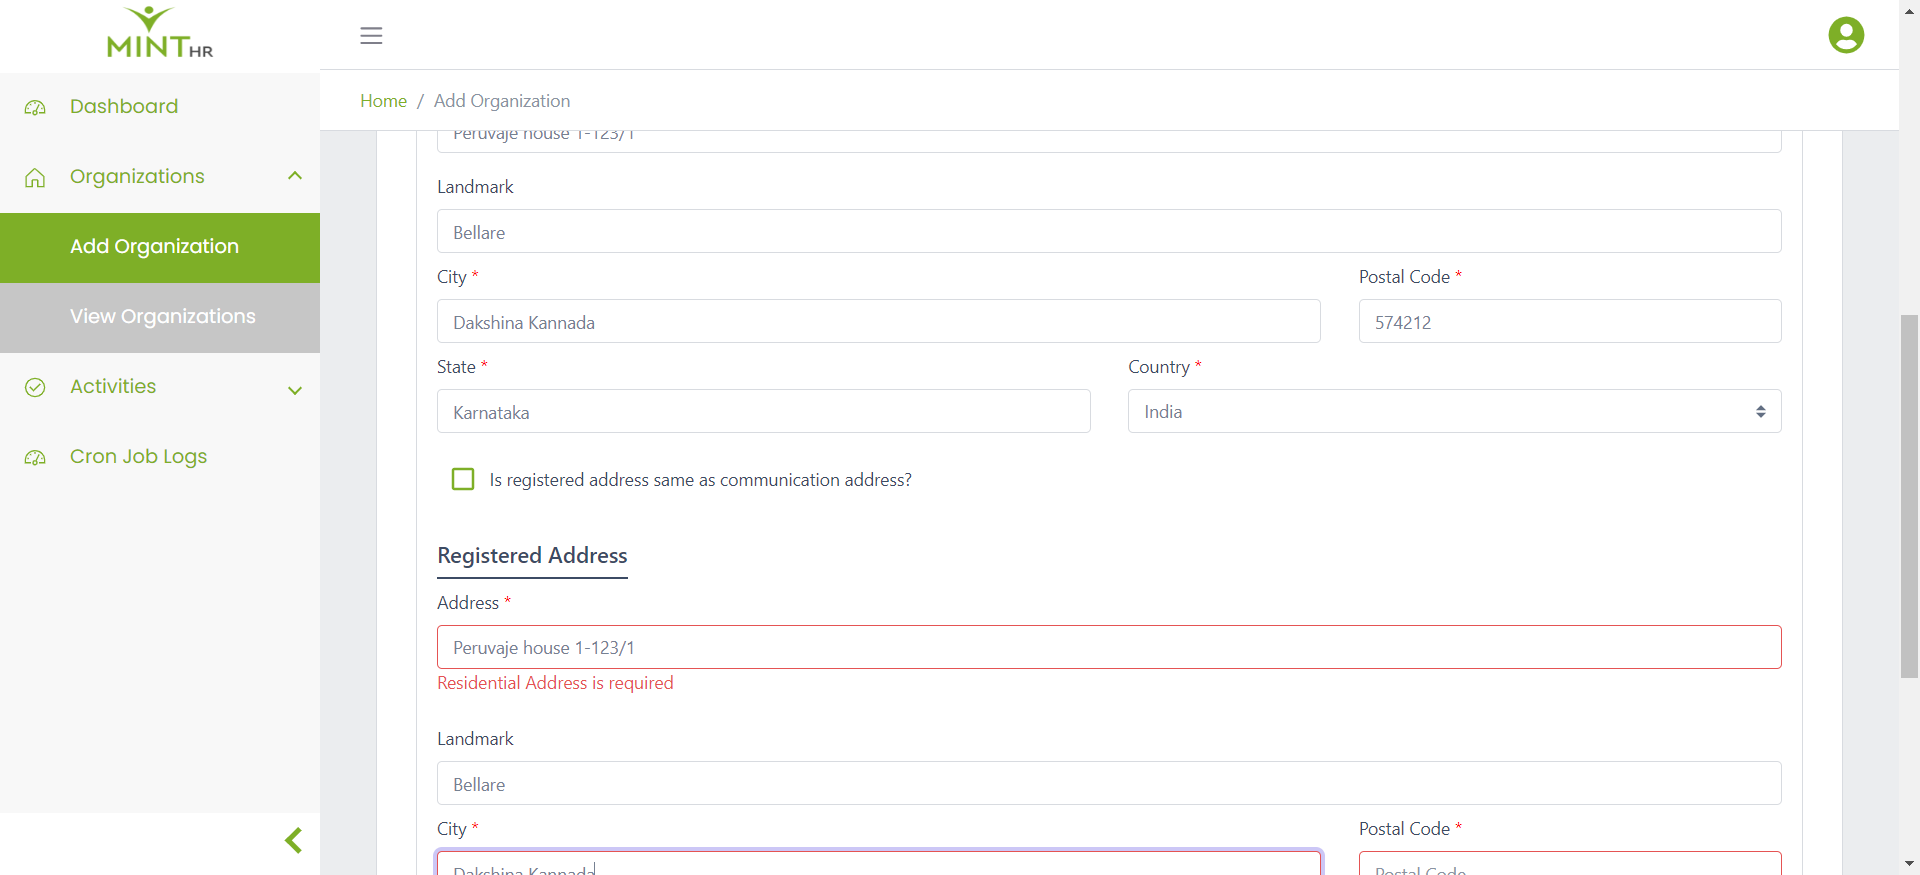 MINT HR
Dashboard
Organizations
Add Organization
View Organizations
Activities
Cron Job Logs
Home / Add Organization
Peruvaje house 1-123/1
Landmark
Bellare
City * Postal Code *
Dakshina Kannada 574212
State * Country *
Karnataka India
Is registered address same as communication address?
Registered Address
Address *
Peruvaje house 1-123/1
Residential Address is required
Landmark
Bellare
City * Postal Code *
Dakshina Kannada Postal Code